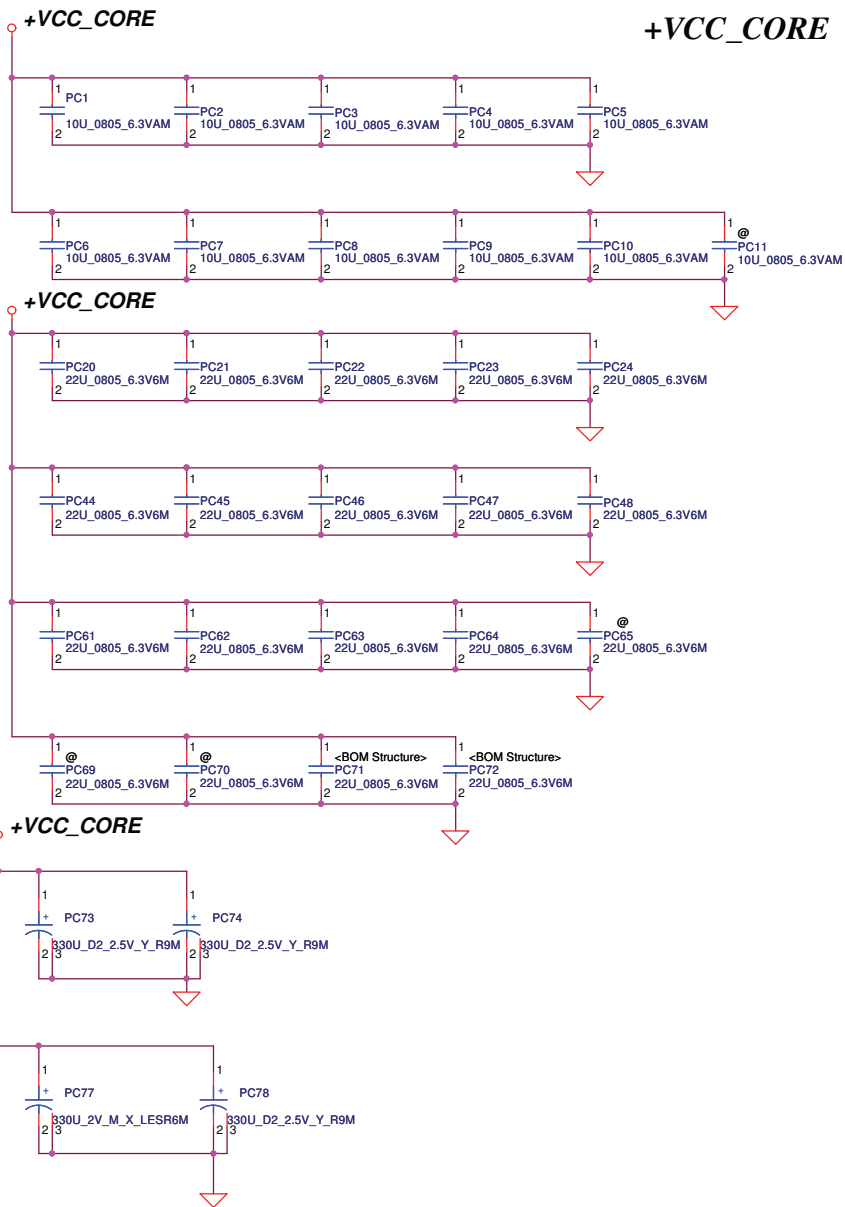 +VCC_CORE
+VCC_CORE
1 1 1 1 1
PC1 PC2 PC3 PC4 PC5
10U_0805_6.3VAM 10U_0805_6.3VAM 10U_0805_6.3VAM 10U_0805_6.3VAM 10U_0805_6.3VAM
2 2 2 2 2
1 1 1 1 1 1
@
PC6 PC7 PC8 PC9 PC10 PC11
10U_0805_6.3VAM 10U_0805_6.3VAM 10U_0805_6.3VAM 10U_0805_6.3VAM 10U_0805_6.3VAM 10U_0805_6.3VAM
2 2 2 2 2 2
+VCC_CORE
1 1 1 1 1
PC20 PC21 PC22 PC23 PC24
22U_0805_6.3V6M 22U_0805_6.3V6M 22U_0805_6.3V6M 22U_0805_6.3V6M 22U_0805_6.3V6M
2 2 2 2 2
1 1 1 1 1
PC44 PC45 PC46 PC47 PC48
22U_0805_6.3V6M 22U_0805_6.3V6M 22U_0805_6.3V6M 22U_0805_6.3V6M 22U_0805_6.3V6M
2 2 2 2 2
1 1 1 1 1
@
PC61 PC62 PC63 PC64 PC65
22U_0805_6.3V6M 22U_0805_6.3V6M 22U_0805_6.3V6M 22U_0805_6.3V6M 22U_0805_6.3V6M
2 2 2 2 2
1 1 1 1
@ @ <BOM Structure> <BOM Structure>
PC69 PC70 PC71 PC72
22U_0805_6.3V6M 22U_0805_6.3V6M 22U_0805_6.3V6M 22U_0805_6.3V6M
2 2 2 2
+VCC_CORE
1 1
+ PC73 + PC74
330U_D2_2.5V_Y_R9M 330U_D2_2.5V_Y_R9M
2 3 2 3
1 1
+ PC77 + PC78
330U_2V_M_X_LESR6M 330U_D2_2.5V_Y_R9M
2 3 2 3